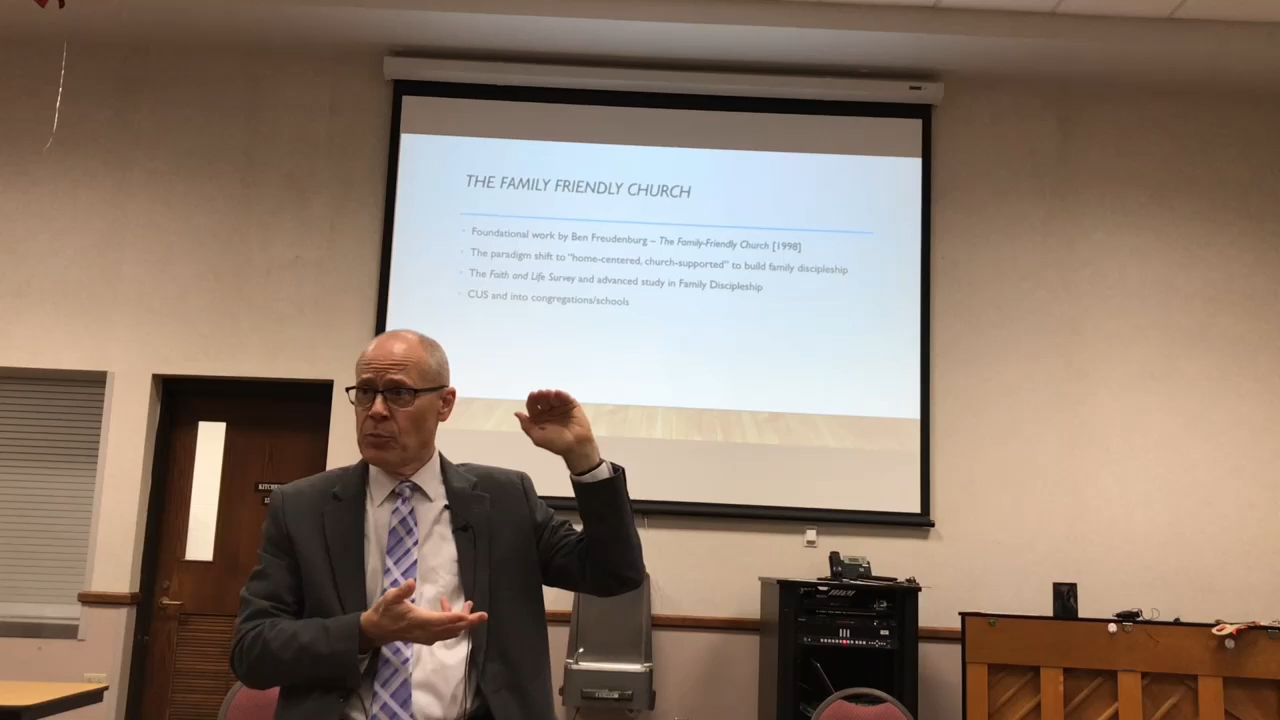 THE FAMILY FRIENDLY CHURCH
Foundational work by Ben Freudenburg – The Family-Friendly Church [1998]
The paradigm shift to "home-centered, church-supported" to build family discipleship
The Faith and Life Survey and advanced study in Family Discipleship
CUS and into congregations/schools